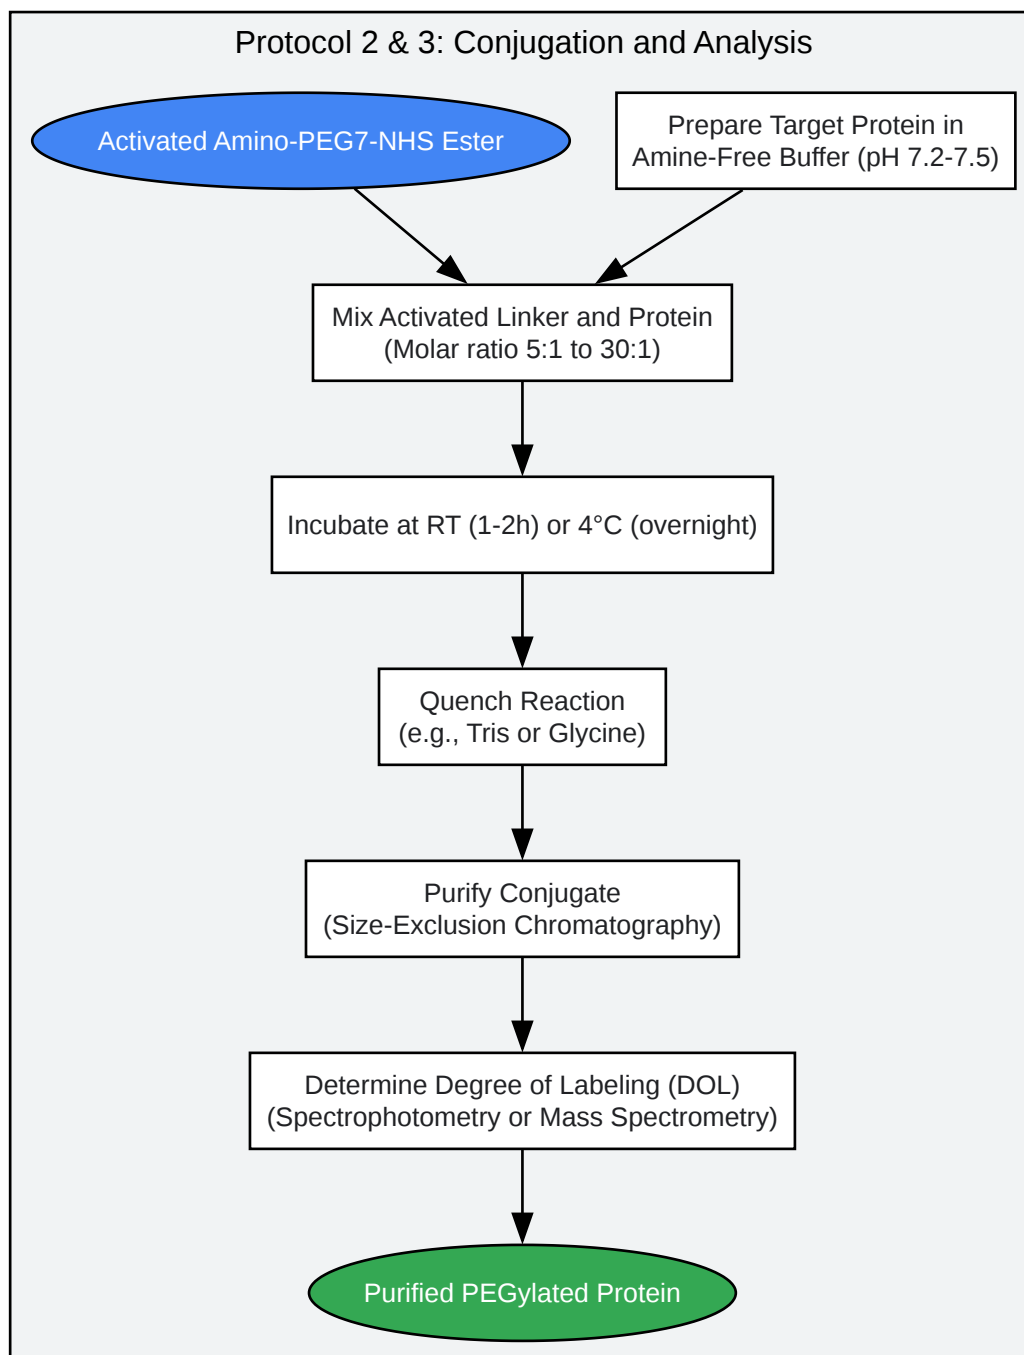 Protocol 2 & 3: Conjugation and Analysis
Activated Amino-PEG7-NHS Ester
Prepare Target Protein in
Amine-Free Buffer (pH 7.2-7.5)
Mix Activated Linker and Protein
(Molar ratio 5:1 to 30:1)
Incubate at RT (1-2h) or 4°C (overnight)
Quench Reaction
(e.g., Tris or Glycine)
Purify Conjugate
(Size-Exclusion Chromatography)
Determine Degree of Labeling (DOL)
(Spectrophotometry or Mass Spectrometry)
Purified PEGylated Protein